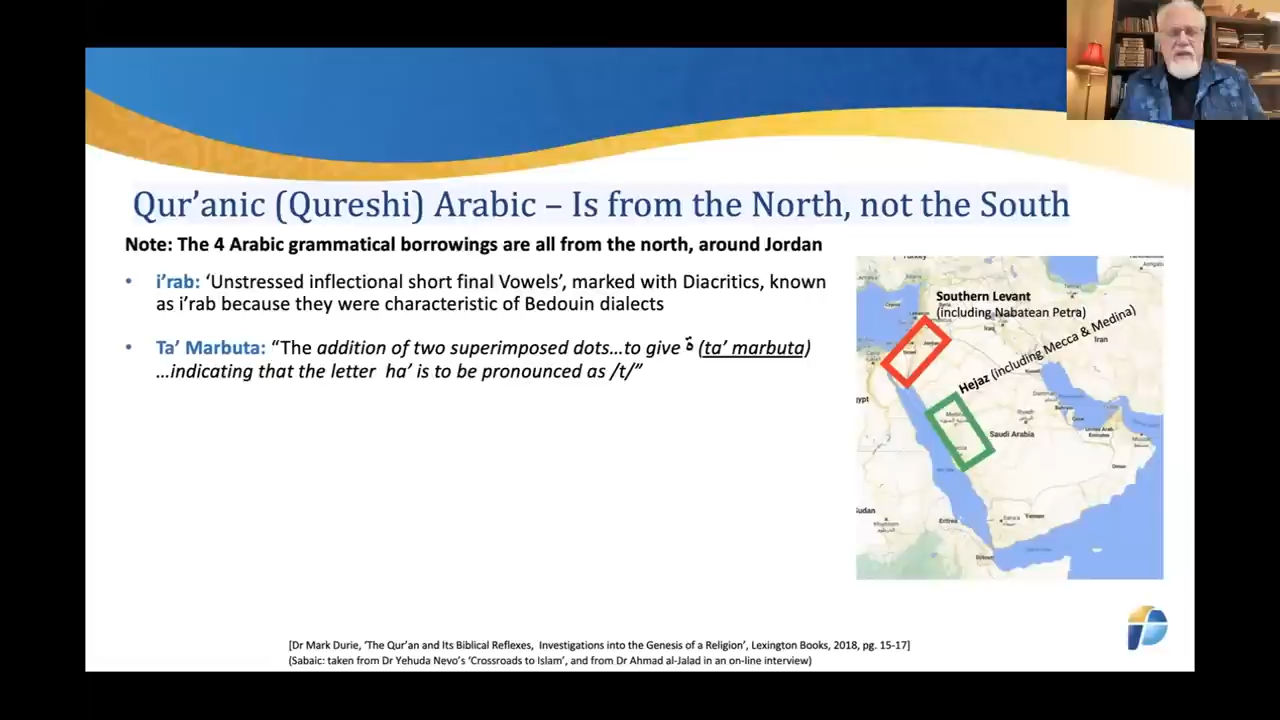 Qur’anic (Qureshi) Arabic – Is from the North, not the South
Note: The 4 Arabic grammatical borrowings are all from the north, around Jordan
• i’rab: ‘Unstressed inflectional short final Vowels’, marked with Diacritics, known
as i’rab because they were characteristic of Bedouin dialects
• Ta’ Marbuta: “The addition of two superimposed dots…to give ة (ta’ marbuta)
…indicating that the letter ha’ is to be pronounced as /t/”
Southern Levant
(including Nabatean Petra)
Hejaz (including Mecca & Medina)
Iraq
Iran
Jordan
Israel
Saudi Arabia
Oman
Yemen
Eritrea
Djibouti
[Dr Mark Durie, ‘The Qur’an and Its Biblical Reflexes, Investigations into the Genesis of a Religion’, Lexington Books, 2018, pg. 15-17]
(Sabaic: taken from Dr Yehuda Nevo’s ‘Crossroads to Islam’, and from Dr Ahmad al-Jalad in an on-line interview)